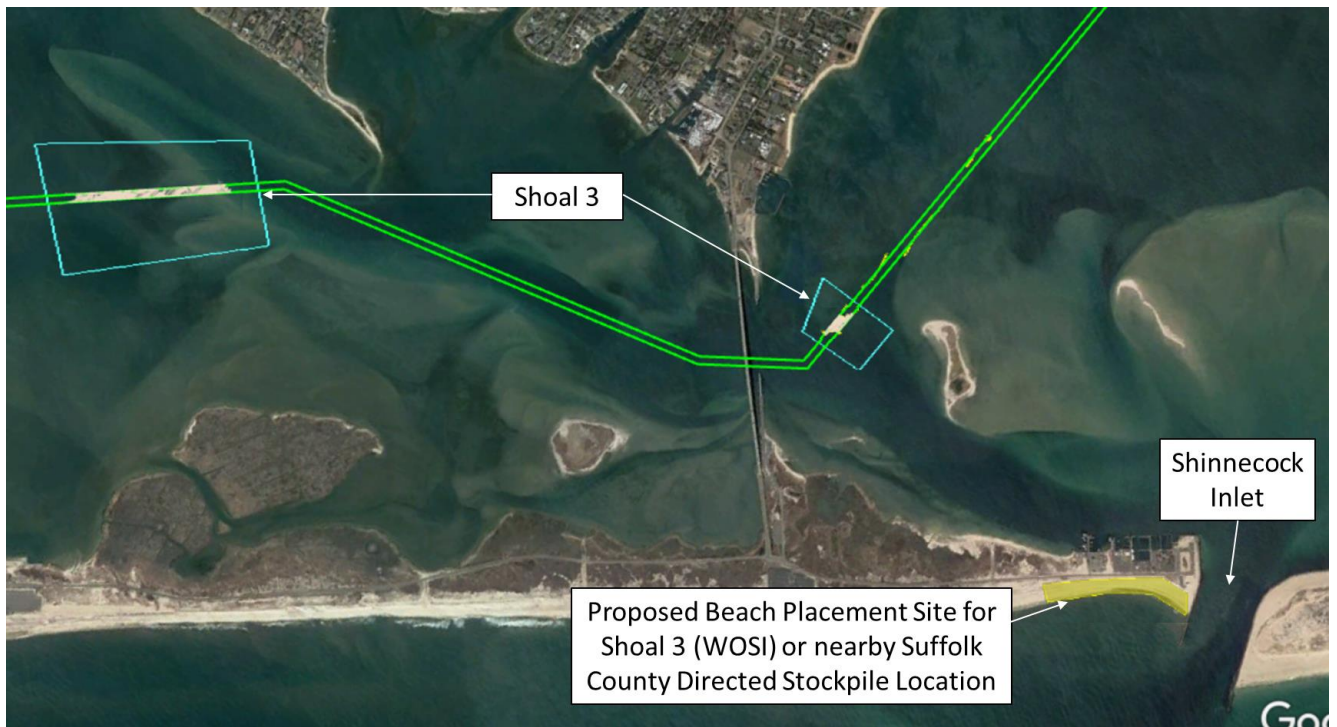 Shoal 3
Shinnecock
Inlet
Proposed Beach Placement Site for
Shoal 3 (WOSI) or nearby Suffolk
County Directed Stockpile Location
Goo